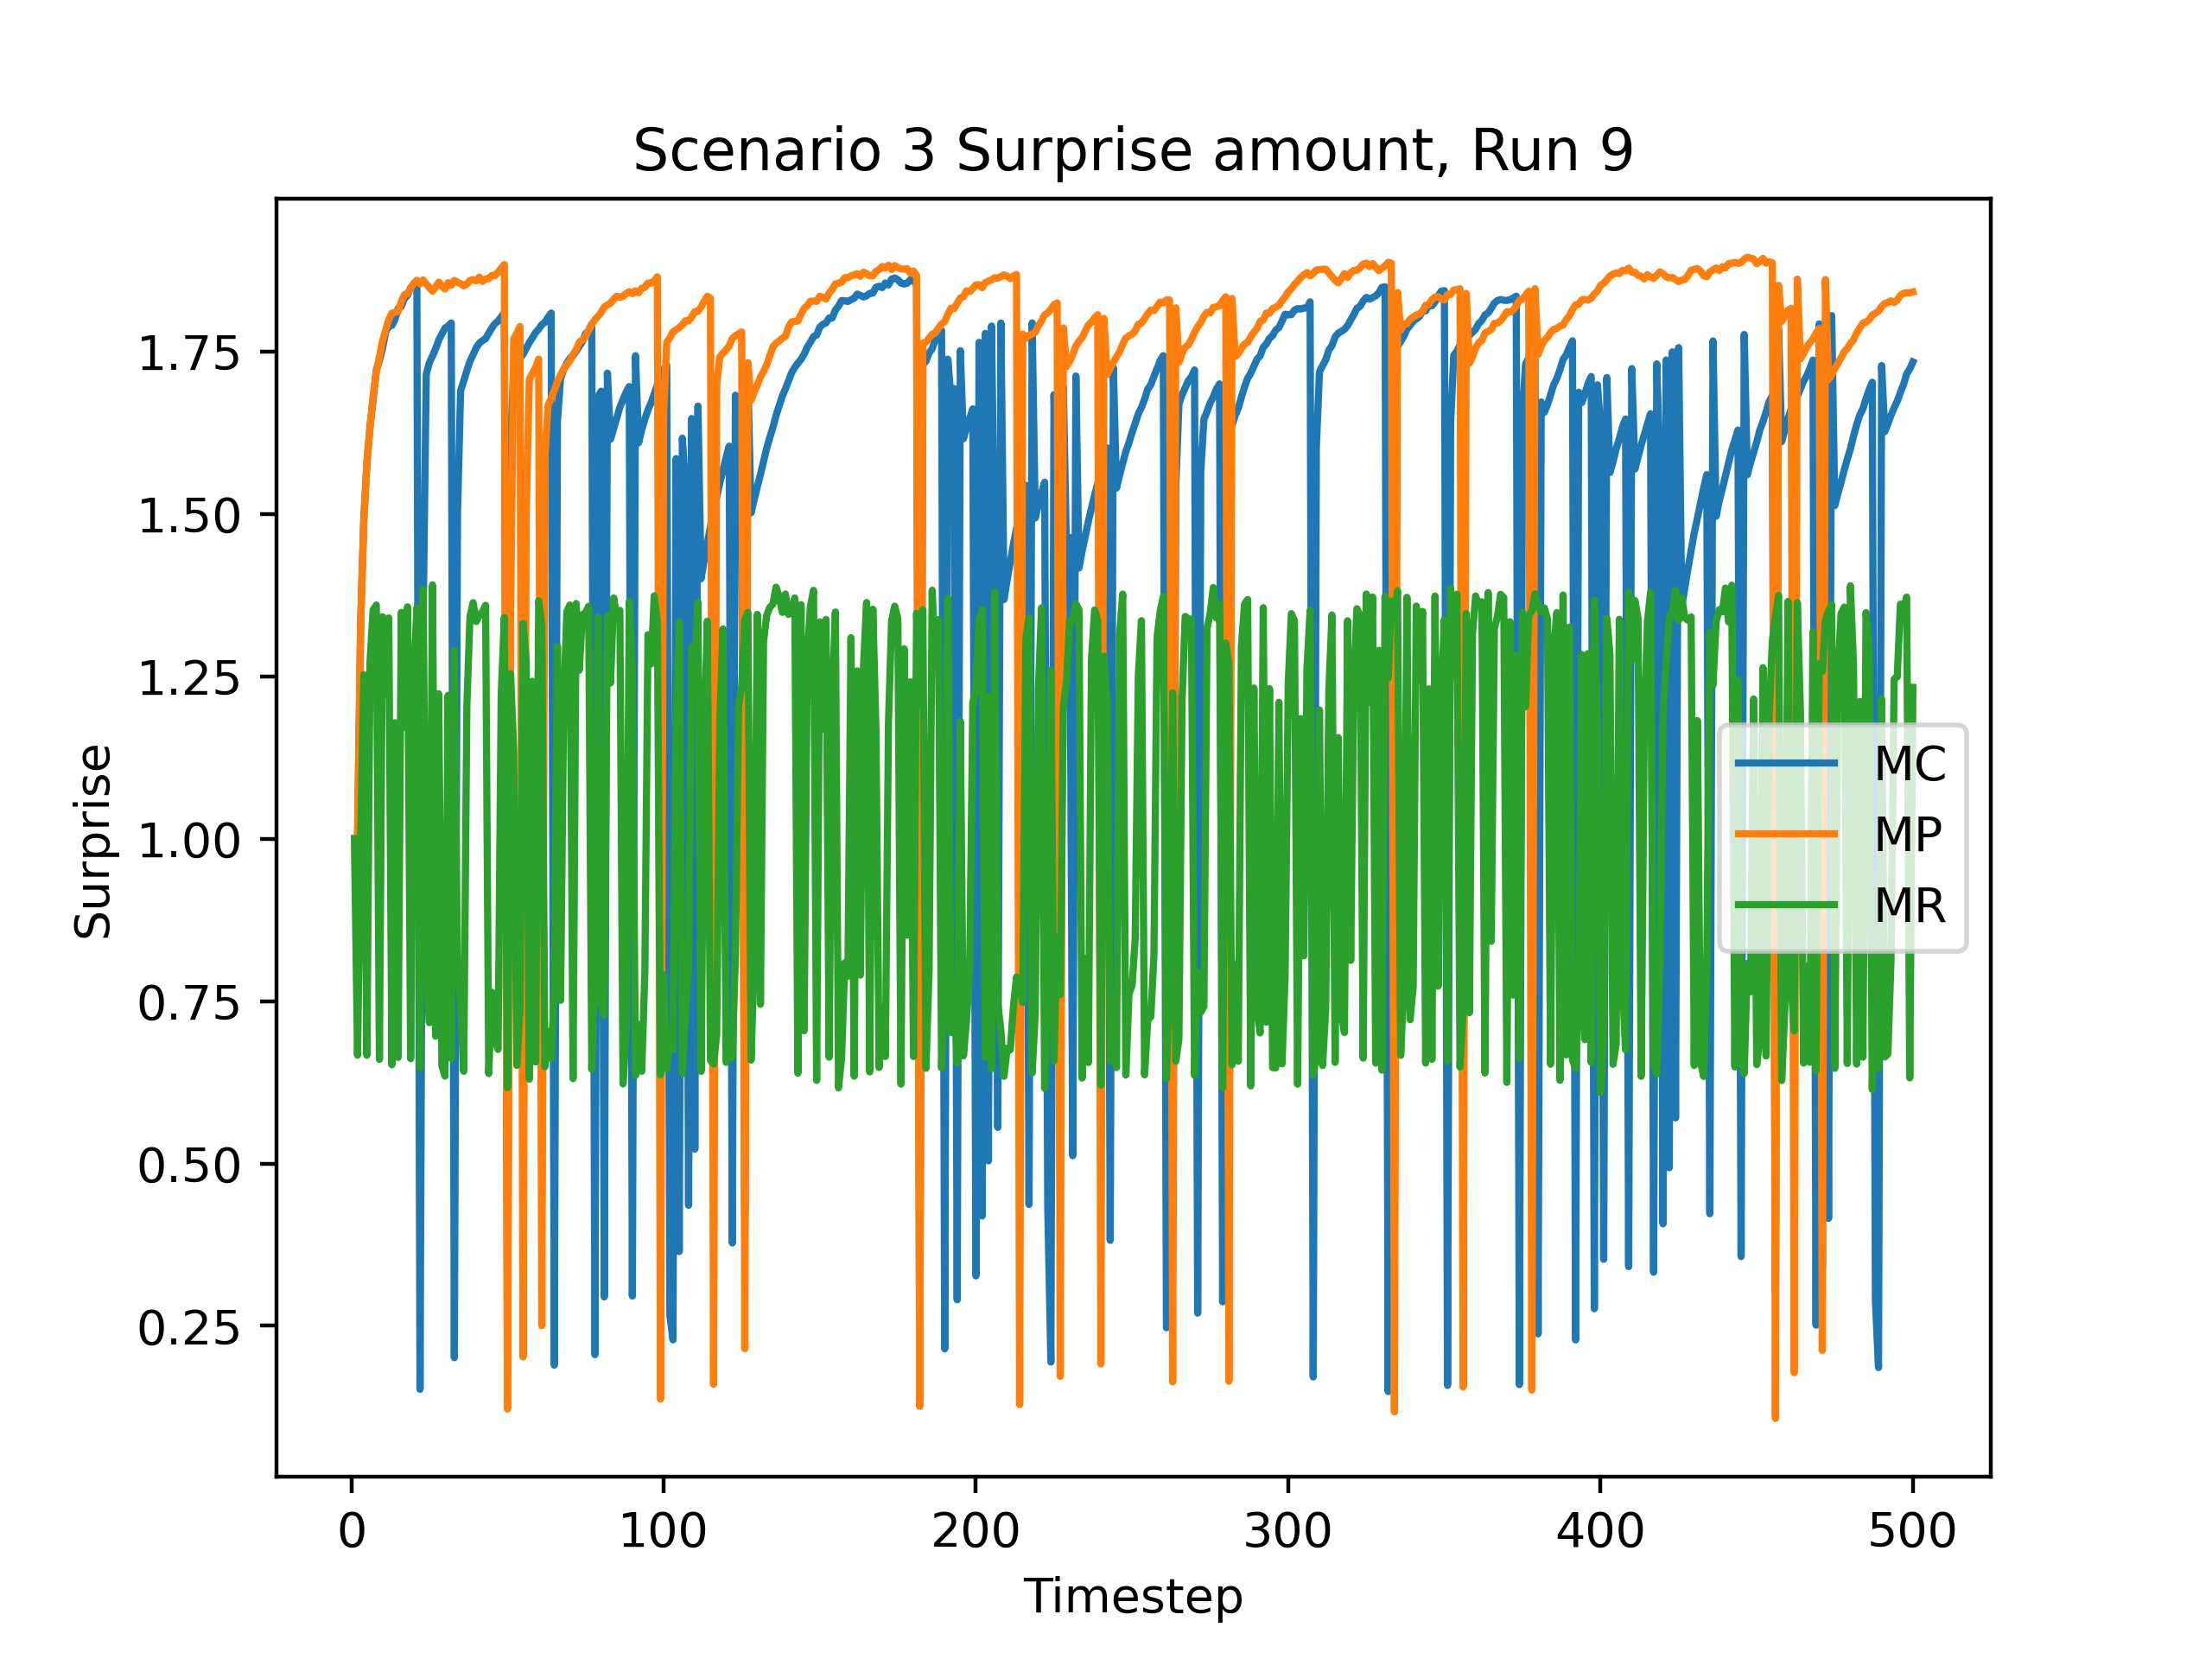 Scenario 3 Surprise amount, Run 9
Surprise
1.75
1.50
1.25
1.00
0.75
0.50
0.25
MC
MP
MR
0 100 200 300 400 500
Timestep